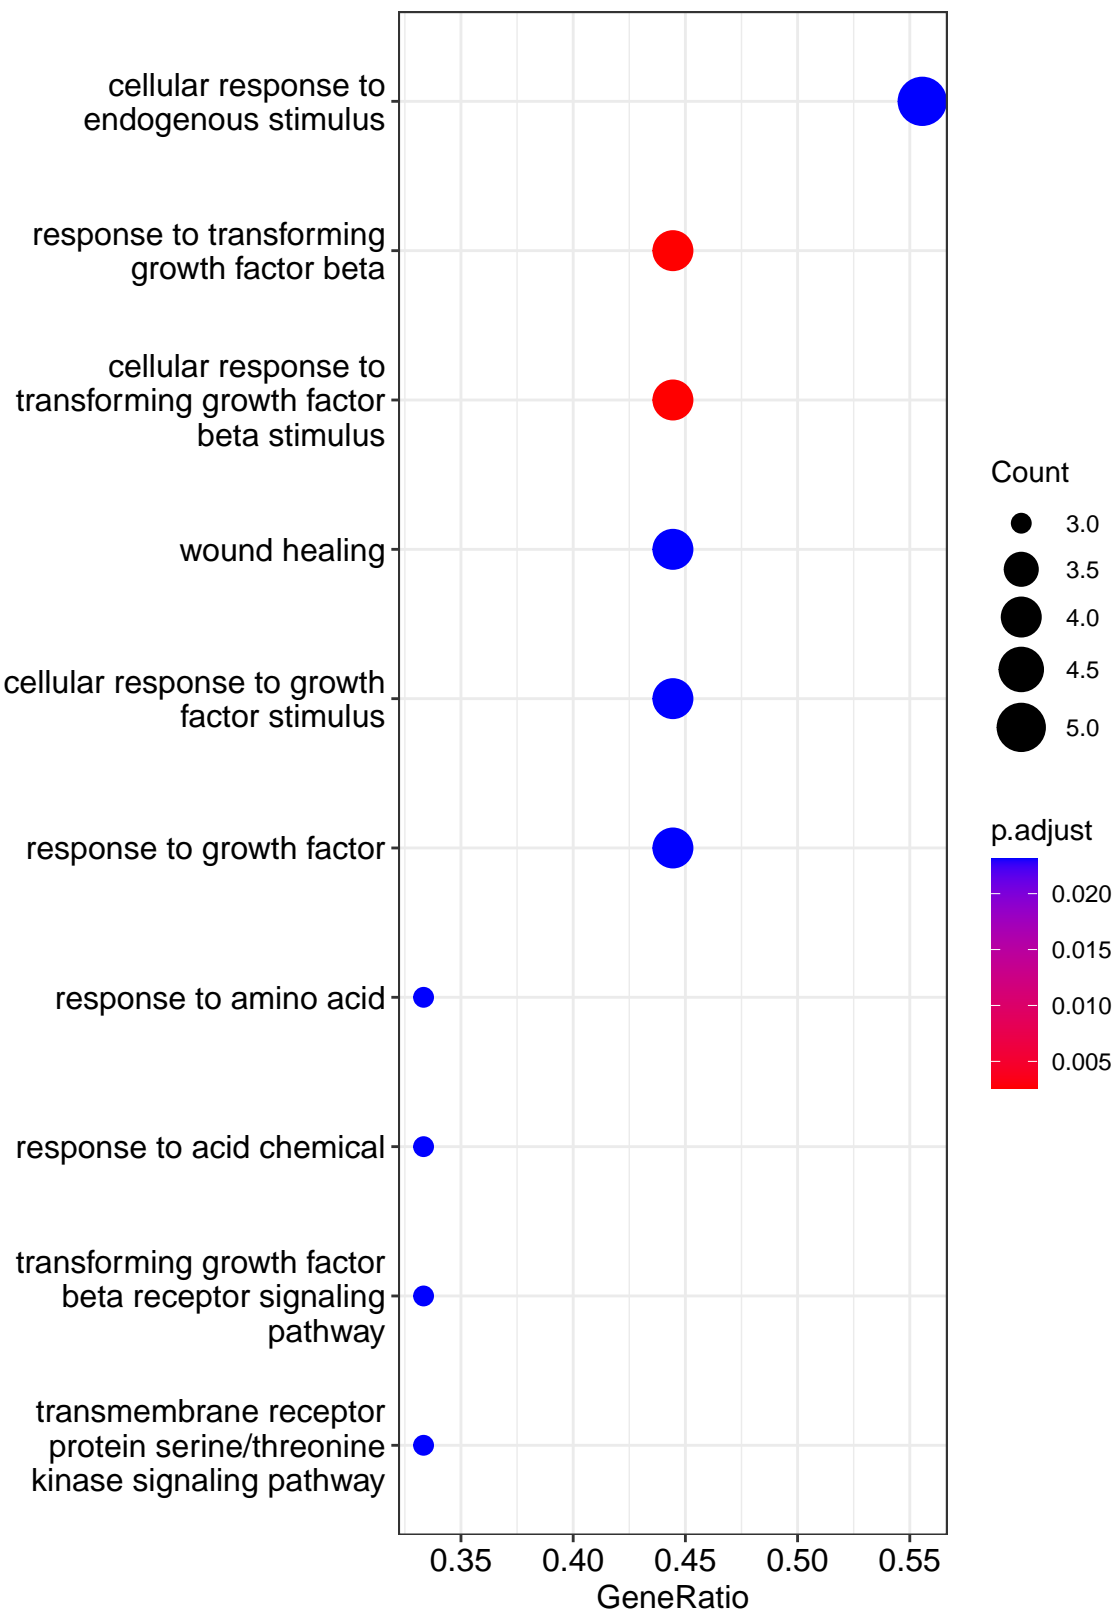 cellular response to
endogenous stimulus
response to transforming
growth factor beta
cellular response to
transforming growth factor
beta stimulus
wound healing
cellular response to growth
factor stimulus
response to growth factor
response to amino acid
response to acid chemical
transforming growth factor
beta receptor signaling
pathway
transmembrane receptor
protein serine/threonine
kinase signaling pathway
0.35 0.40 0.45 0.50 0.55
GeneRatio
Count
3.0
3.5
4.0
4.5
5.0
p.adjust
0.020
0.015
0.010
0.005